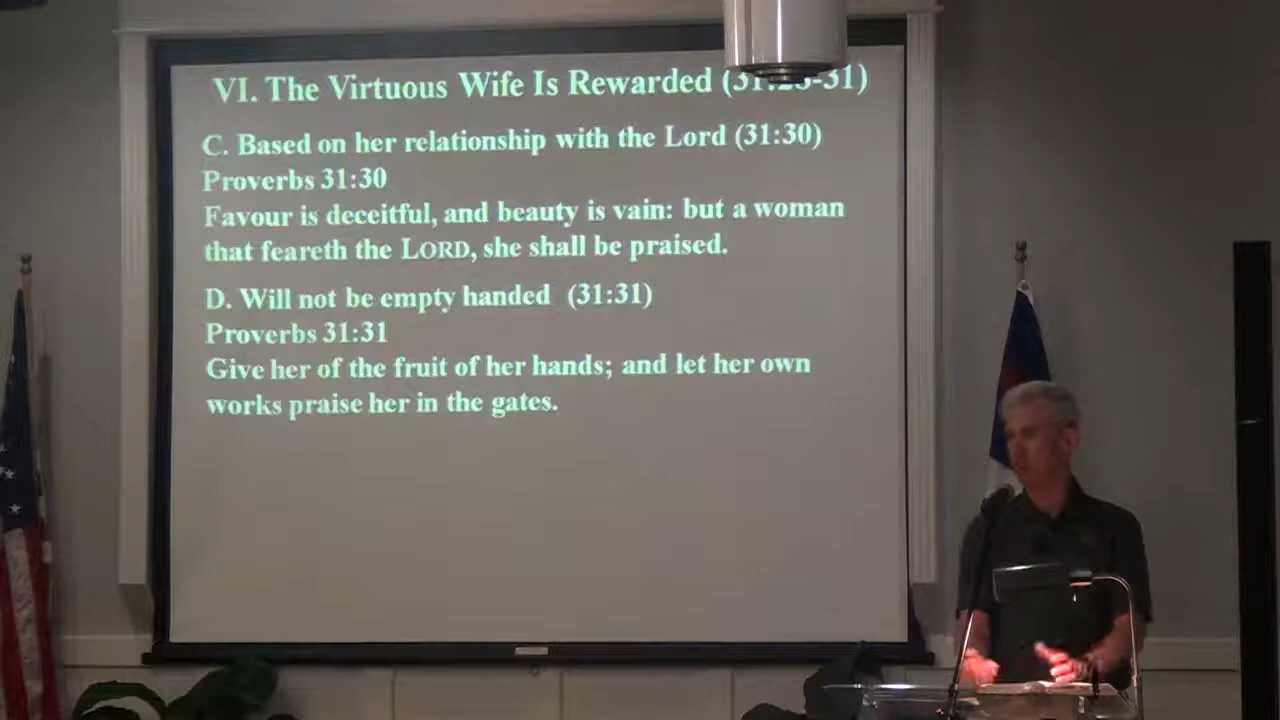 VI. The Virtuous Wife Is Rewarded (31:28-31)
C. Based on her relationship with the Lord (31:30)
Proverbs 31:30
Favour is deceitful, and beauty is vain: but a woman
that feareth the LORD, she shall be praised.
D. Will not be empty handed (31:31)
Proverbs 31:31
Give her of the fruit of her hands; and let her own
works praise her in the gates.